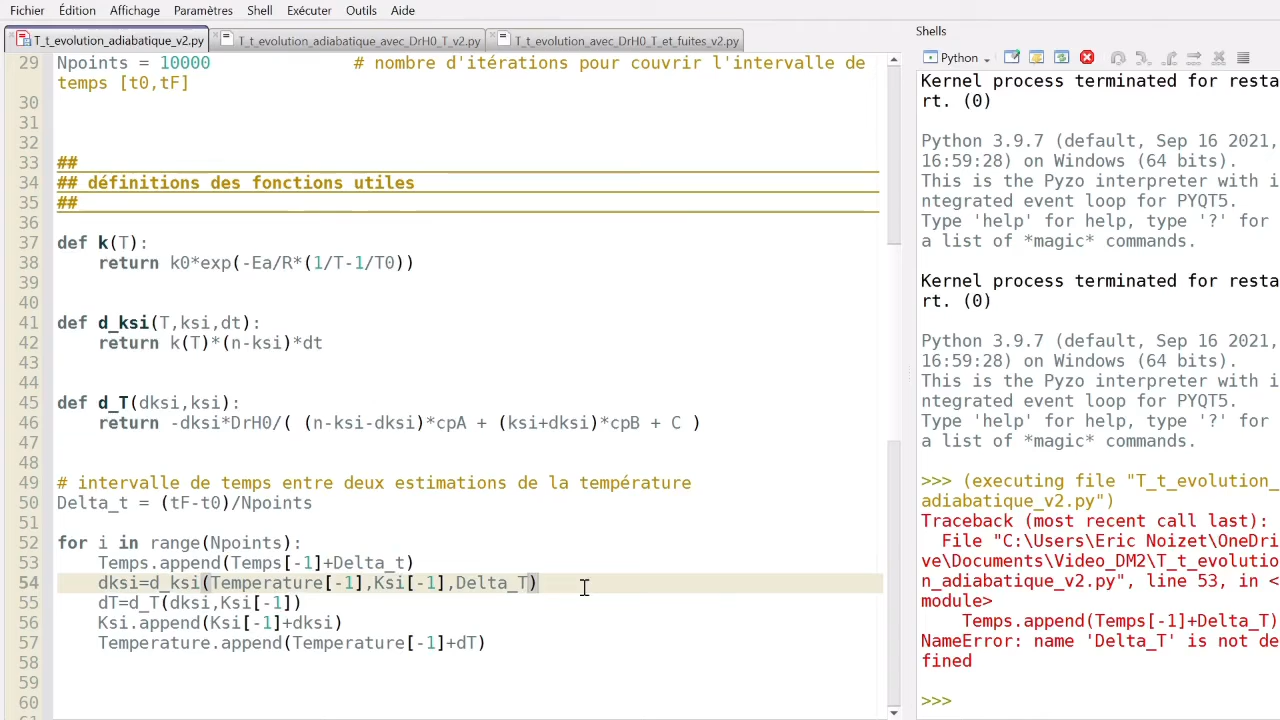 Fichier Édition Affichage Paramètres Shell Exécuter Outils Aide
T_t_evolution_adiabatique_v2.py T_t_evolution_adiabatique_avec_DrH0_T_v2.py T_t_evolution_avec_DrH0_T_et_fuites_v2.py
29 Npoints = 10000 # nombre d'itérations pour couvrir l'intervalle de
temps [t0,tF]
30
31
32
33 ##
34 ## définitions des fonctions utiles
35 ##
36
37 def k(T):
38 return k0*exp(-Ea/R*(1/T-1/T0))
39
40
41 def d_ksi(T,ksi,dt):
42 return k(T)*(n-ksi)*dt
43
44
45 def d_T(dksi,ksi):
46 return -dksi*DrH0/( (n-ksi-dksi)*cpA + (ksi+dksi)*cpB + C )
47
48
49 # intervalle de temps entre deux estimations de la température
50 Delta_t = (tF-t0)/Npoints
51
52 for i in range(Npoints):
53 Temps.append(Temps[-1]+Delta_t)
54 dksi=d_ksi(Temperature[-1],Ksi[-1],Delta_T)
55 dT=d_T(dksi,Ksi[-1])
56 Ksi.append(Ksi[-1]+dksi)
57 Temperature.append(Temperature[-1]+dT)
58
59
60
Shells
Python
Kernel process terminated for resta
rt. (0)
Python 3.9.7 (default, Sep 16 2021,
16:59:28) on Windows (64 bits).
This is the Pyzo interpreter with i
ntegrated event loop for PYQT5.
Type 'help' for help, type '?' for
a list of *magic* commands.
Kernel process terminated for resta
rt. (0)
Python 3.9.7 (default, Sep 16 2021,
16:59:28) on Windows (64 bits).
This is the Pyzo interpreter with i
ntegrated event loop for PYQT5.
Type 'help' for help, type '?' for
a list of *magic* commands.
>>> (executing file "T_t_evolution_
adiabatique_v2.py")
Traceback (most recent call last):
File "C:\Users\Eric Noizet\OneDri
ve\Documents\Video_DM2\T_t_evolutio
n_adiabatique_v2.py", line 53, in <
module>
Temps.append(Temps[-1]+Delta_T)
NameError: name 'Delta_T' is not de
fined
>>>